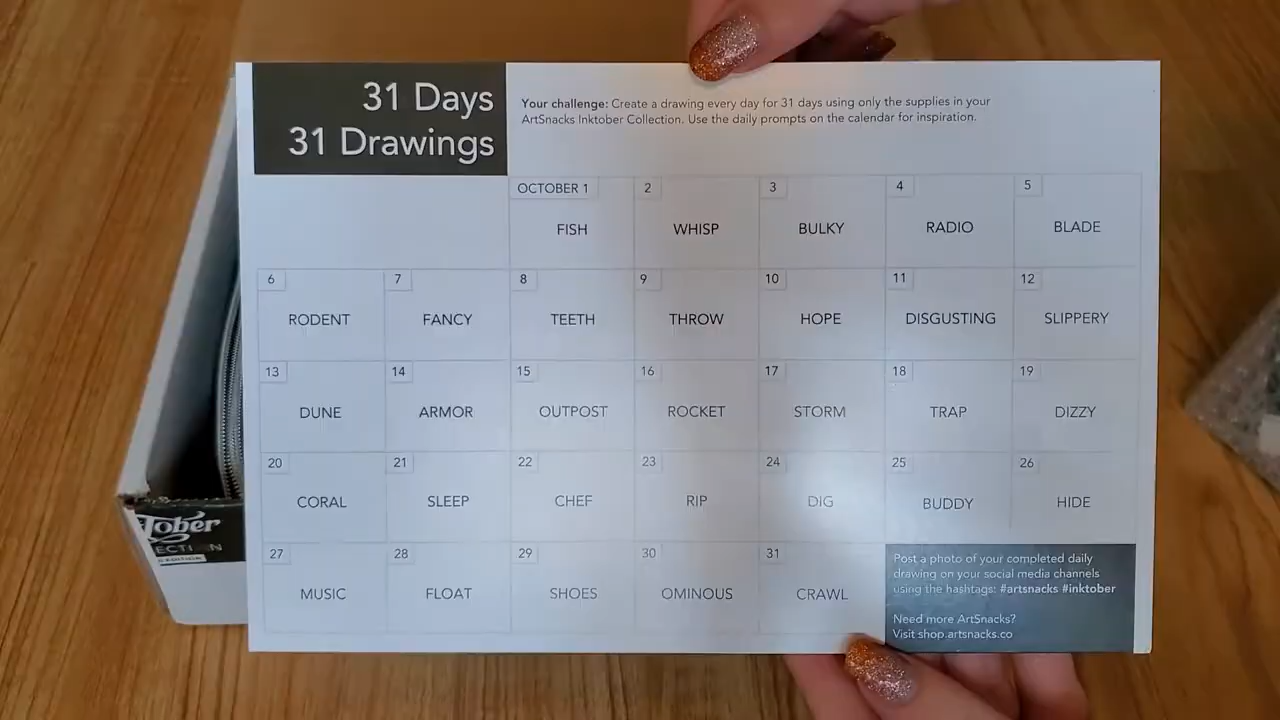 31 Days
31 Drawings
Your challenge: Create a drawing every day for 31 days using only the supplies in your
ArtSnacks Inktober Collection. Use the daily prompts on the calendar for inspiration.
OCTOBER 1 2 3 4 5
FISH WHISP BULKY RADIO BLADE
6 7 8 9 10 11 12
RODENT FANCY TEETH THROW HOPE DISGUSTING SLIPPERY
13 14 15 16 17 18 19
DUNE ARMOR OUTPOST ROCKET STORM TRAP DIZZY
20 21 22 23 24 25 26
CORAL SLEEP CHEF RIP DIG BUDDY HIDE
27 28 29 30 31
MUSIC FLOAT SHOES OMINOUS CRAWL
Post a photo of your completed daily
drawing on your social media channels
using the hashtags: #artsnacks #inktober
Need more ArtSnacks?
Visit shop.artsnacks.co
tober